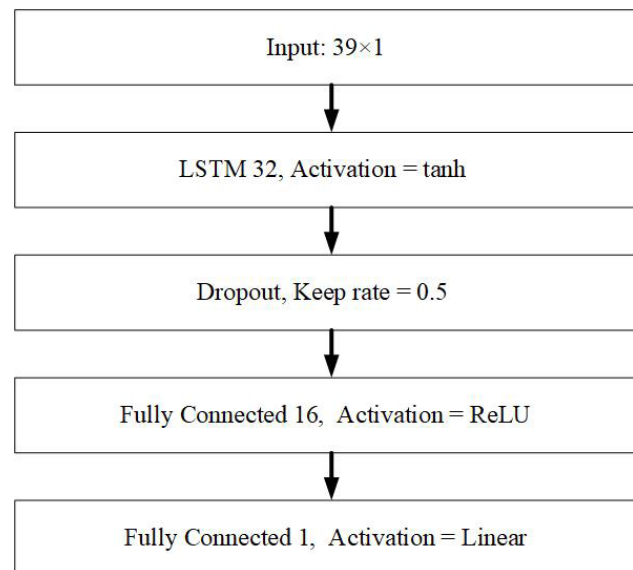 Input: 39×1
LSTM 32, Activation = tanh
Dropout, Keep rate = 0.5
Fully Connected 16,  Activation = ReLU
Fully Connected 1,  Activation = Linear